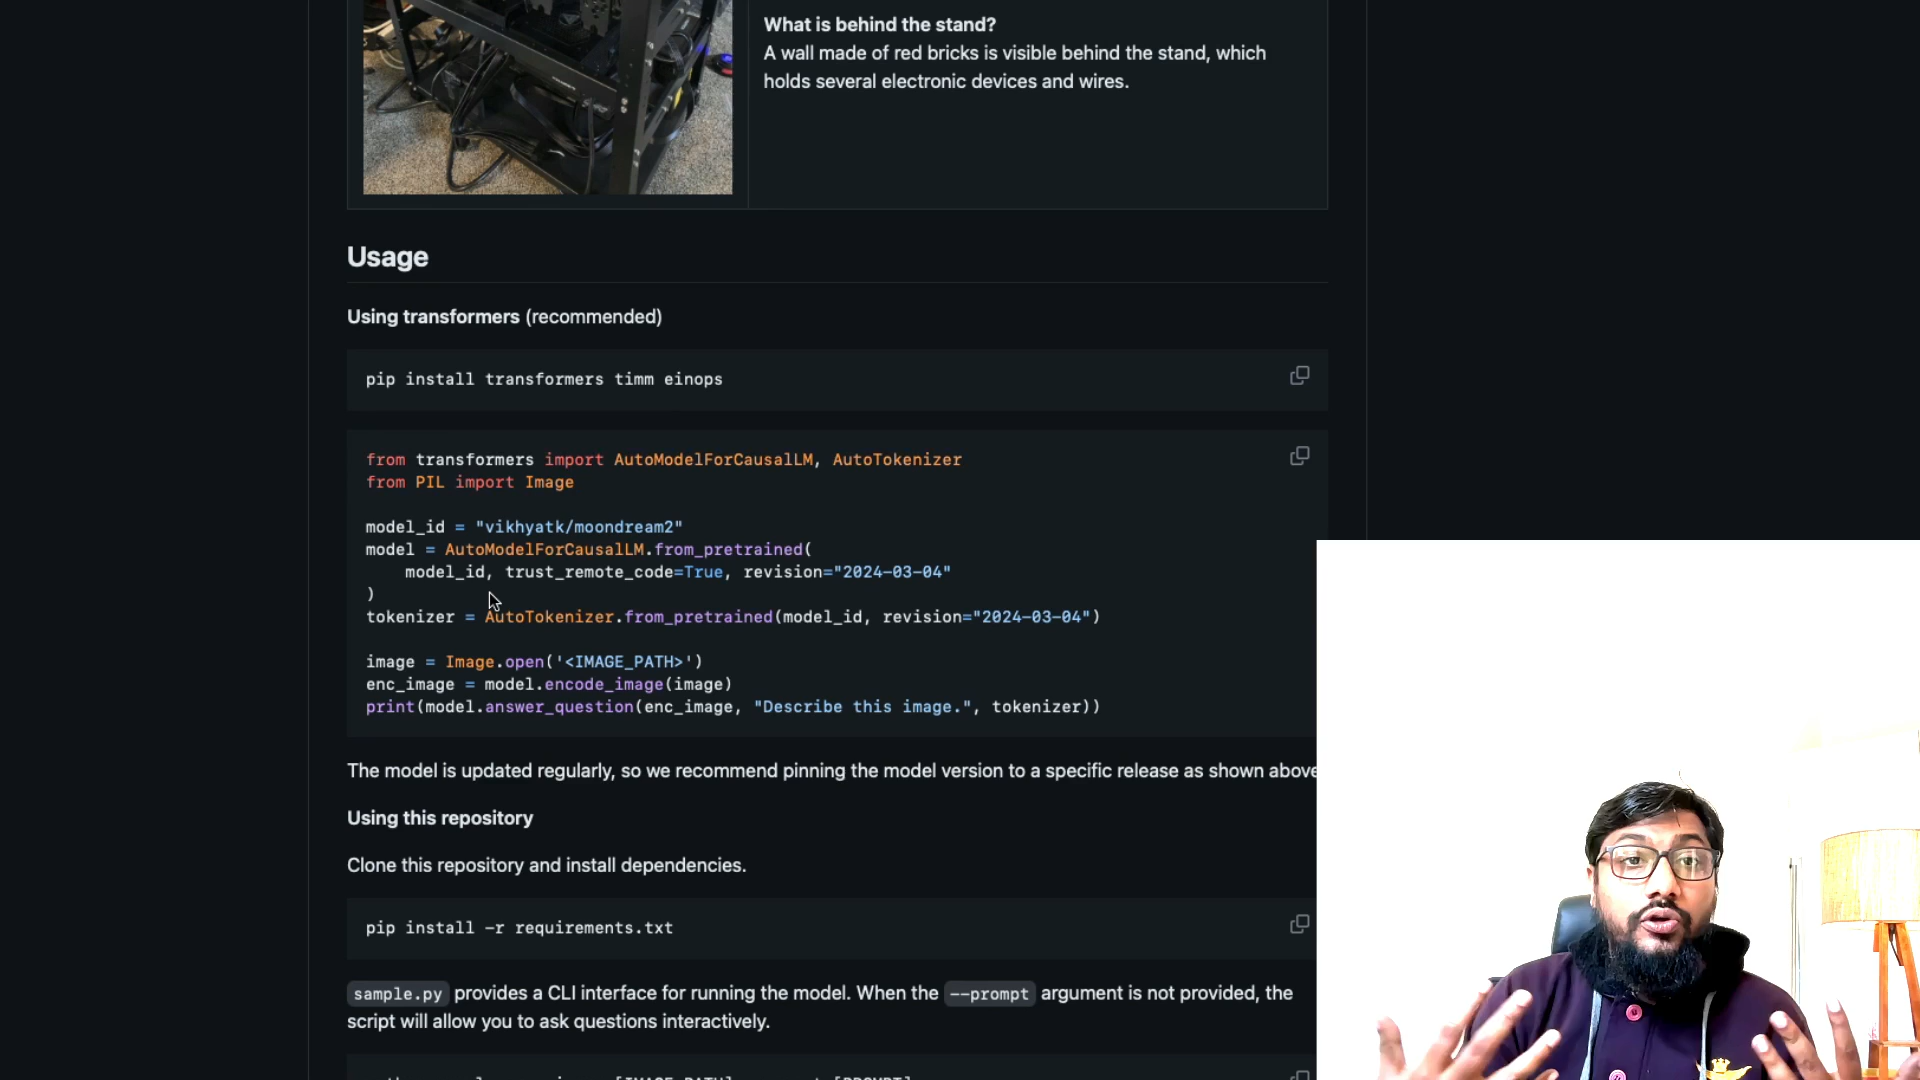 What is behind the stand?
A wall made of red bricks is visible behind the stand, which
holds several electronic devices and wires.
Usage
Using transformers (recommended)
pip install transformers timm einops
from transformers import AutoModelForCausalLM, AutoTokenizer
from PIL import Image
model_id = "vikhyatk/moondream2"
model = AutoModelForCausalLM.from_pretrained(
    model_id, trust_remote_code=True, revision="2024-03-04"
)
tokenizer = AutoTokenizer.from_pretrained(model_id, revision="2024-03-04")
image = Image.open('<IMAGE_PATH>')
enc_image = model.encode_image(image)
print(model.answer_question(enc_image, "Describe this image.", tokenizer))
The model is updated regularly, so we recommend pinning the model version to a specific release as shown above
Using this repository
Clone this repository and install dependencies.
pip install -r requirements.txt
sample.py provides a CLI interface for running the model. When the --prompt argument is not provided, the
script will allow you to ask questions interactively.
[IMAGE_PATH] [PROMPT]